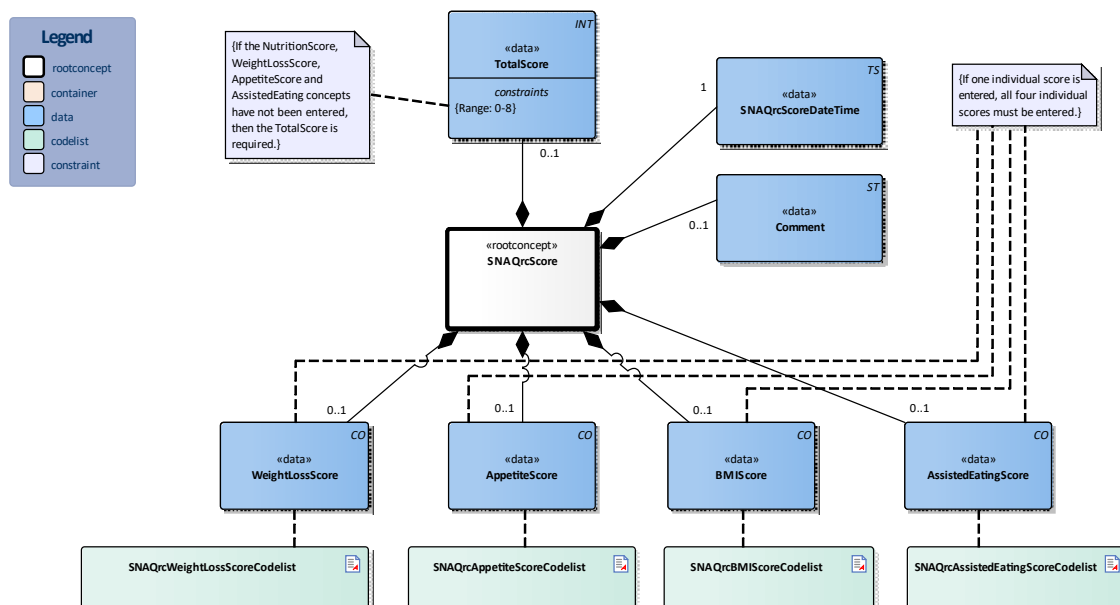 Legend
rootconcept
container
data
codelist
constraint
{If the NutritionScore,
WeightLossScore,
AppetiteScore and
AssistedEating concepts
have not been entered,
then the TotalScore is
required.}
INT
«data»
TotalScore
constraints
{Range: 0-8}
0..1
TS
«data»
SNAQrcScoreDateTime
1
{If one individual score is
entered, all four individual
scores must be entered.}
ST
«data»
Comment
0..1
«rootconcept»
SNAQrcScore
0..1
0..1
0..1
0..1
CO
«data»
WeightLossScore
CO
«data»
AppetiteScore
CO
«data»
BMIScore
CO
«data»
AssistedEatingScore
SNAQrcWeightLossScoreCodelist
SNAQrcAppetiteScoreCodelist
SNAQrcBMIScoreCodelist
SNAQrcAssistedEatingScoreCodelist